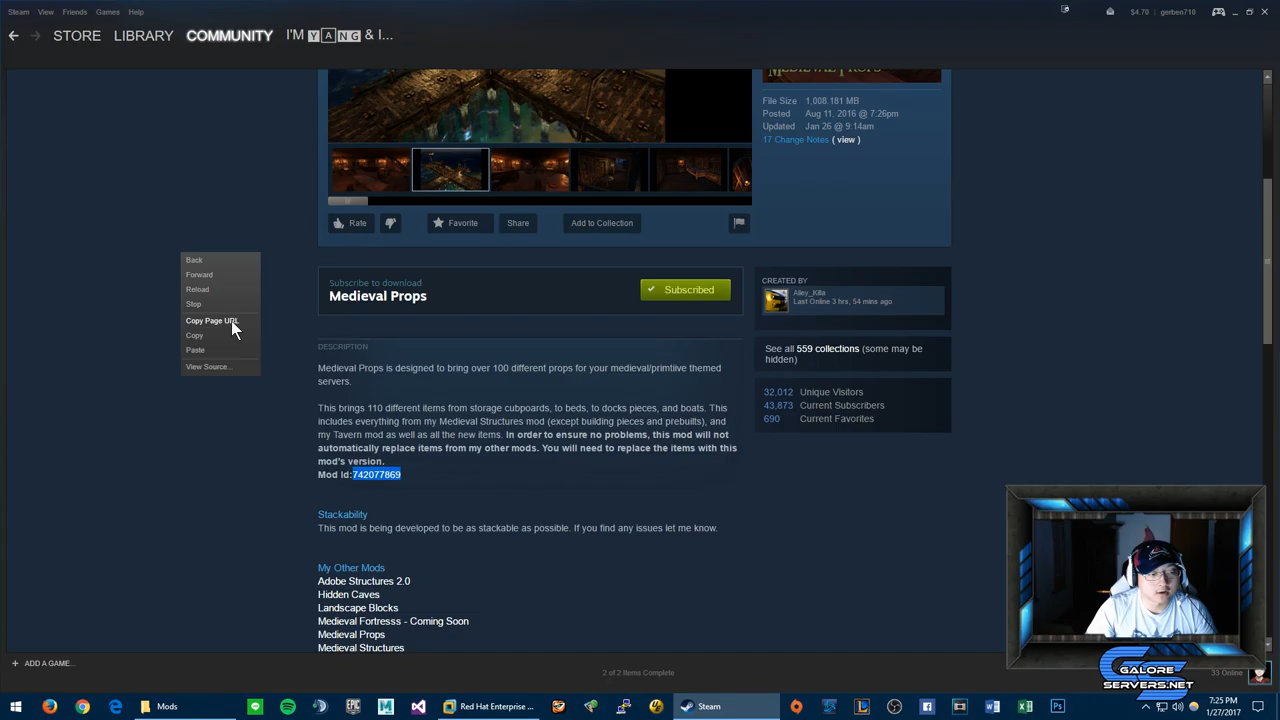 Steam View Friends Games Help
$4.70 gerben710
STORE LIBRARY COMMUNITY I'M YANG & I...
MEDIEVAL PROPS
File Size 1,008.181 MB
Posted Aug 11, 2016 @ 7:26pm
Updated Jan 26 @ 9:14am
17 Change Notes ( view )
Rate Favorite Share Add to Collection
Back
Forward
Reload
Stop
Copy Page URL
Copy
Paste
View Source...
Subscribe to download
Medieval Props
Subscribed
CREATED BY
Alley_Killa
Last Online 3 hrs, 54 mins ago
See all 559 collections (some may be
hidden)
32,012 Unique Visitors
43,873 Current Subscribers
690 Current Favorites
DESCRIPTION
Medieval Props is designed to bring over 100 different props for your medieval/primtiive themed
servers.
This brings 110 different items from storage cubpoards, to beds, to docks pieces, and boats. This
includes everything from my Medieval Structures mod (except building pieces and prebuilts), and
my Tavern mod as well as all the new items. In order to ensure no problems, this mod will not
automatically replace items from my other mods. You will need to replace the items with this
mod's version.
Mod Id:742077869
Stackability
This mod is being developed to be as stackable as possible. If you find any issues let me know.
My Other Mods
Adobe Structures 2.0
Hidden Caves
Landscape Blocks
Medieval Fortresss - Coming Soon
Medieval Props
Medieval Structures
GALORE
SERVERS.NET
ADD A GAME...
2 of 2 Items Complete
33 Online
Mods
Red Hat Enterprise ...
Steam
7:25 PM
1/27/2017